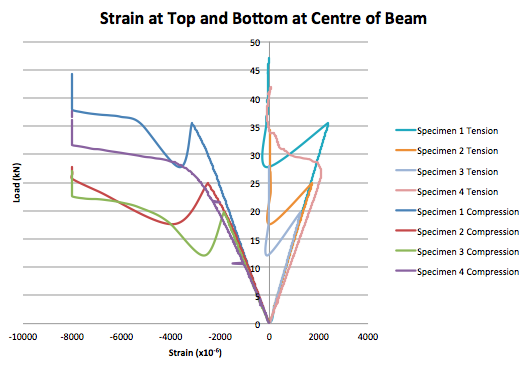 Strain at Top and Bottom at Centre of Beam
50
45
40
35
30
25
20
15
10
5
0
Load (kN)
-10000 -8000 -6000 -4000 -2000 0 2000 4000
Strain (x10⁻⁶)
Specimen 1 Tension
Specimen 2 Tension
Specimen 3 Tension
Specimen 4 Tension
Specimen 1 Compression
Specimen 2 Compression
Specimen 3 Compression
Specimen 4 Compression